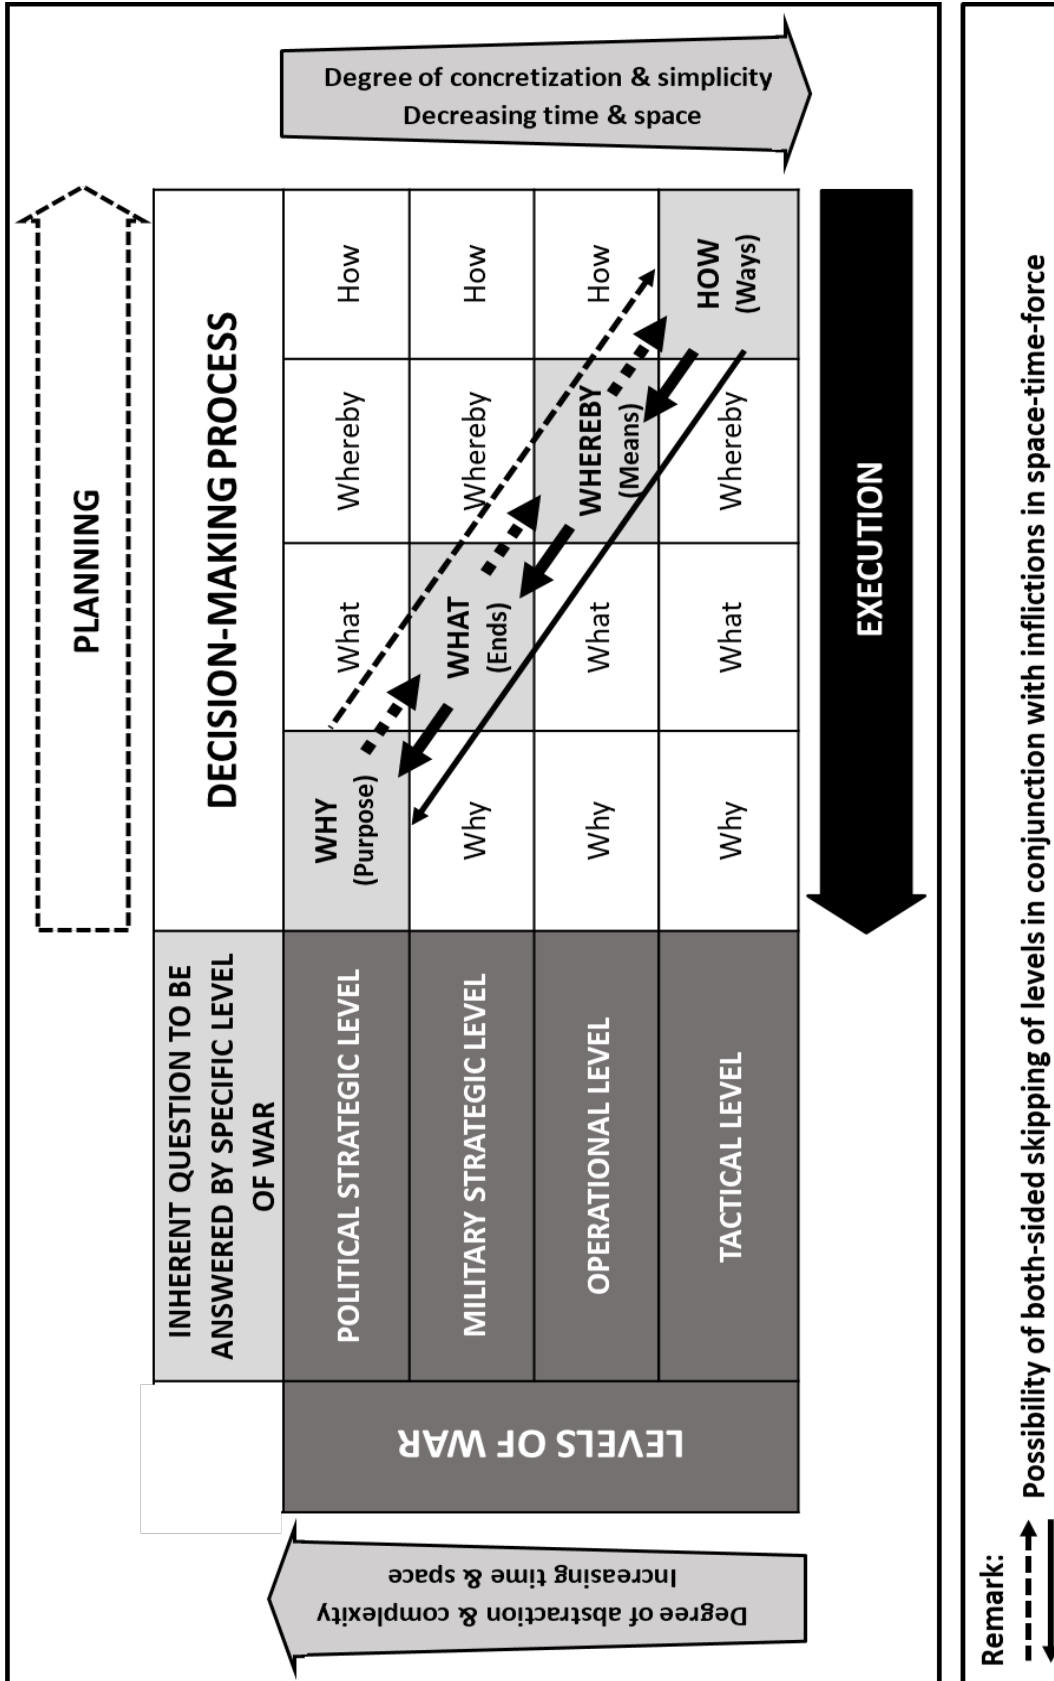 PLANNING
INHERENT QUESTION TO BE
ANSWERED BY SPECIFIC LEVEL
OF WAR
DECISION-MAKING PROCESS
LEVELS OF WAR
POLITICAL STRATEGIC LEVEL
WHY
(Purpose)
What
Whereby
How
MILITARY STRATEGIC LEVEL
Why
WHAT
(Ends)
Whereby
How
OPERATIONAL LEVEL
Why
What
WHEREBY
(Means)
How
TACTICAL LEVEL
Why
What
Whereby
HOW
(Ways)
EXECUTION
Degree of abstraction & complexity
Increasing time & space
Degree of concretization & simplicity
Decreasing time & space
Remark:
Possibility of both-sided skipping of levels in conjunction with inflictions in space-time-force